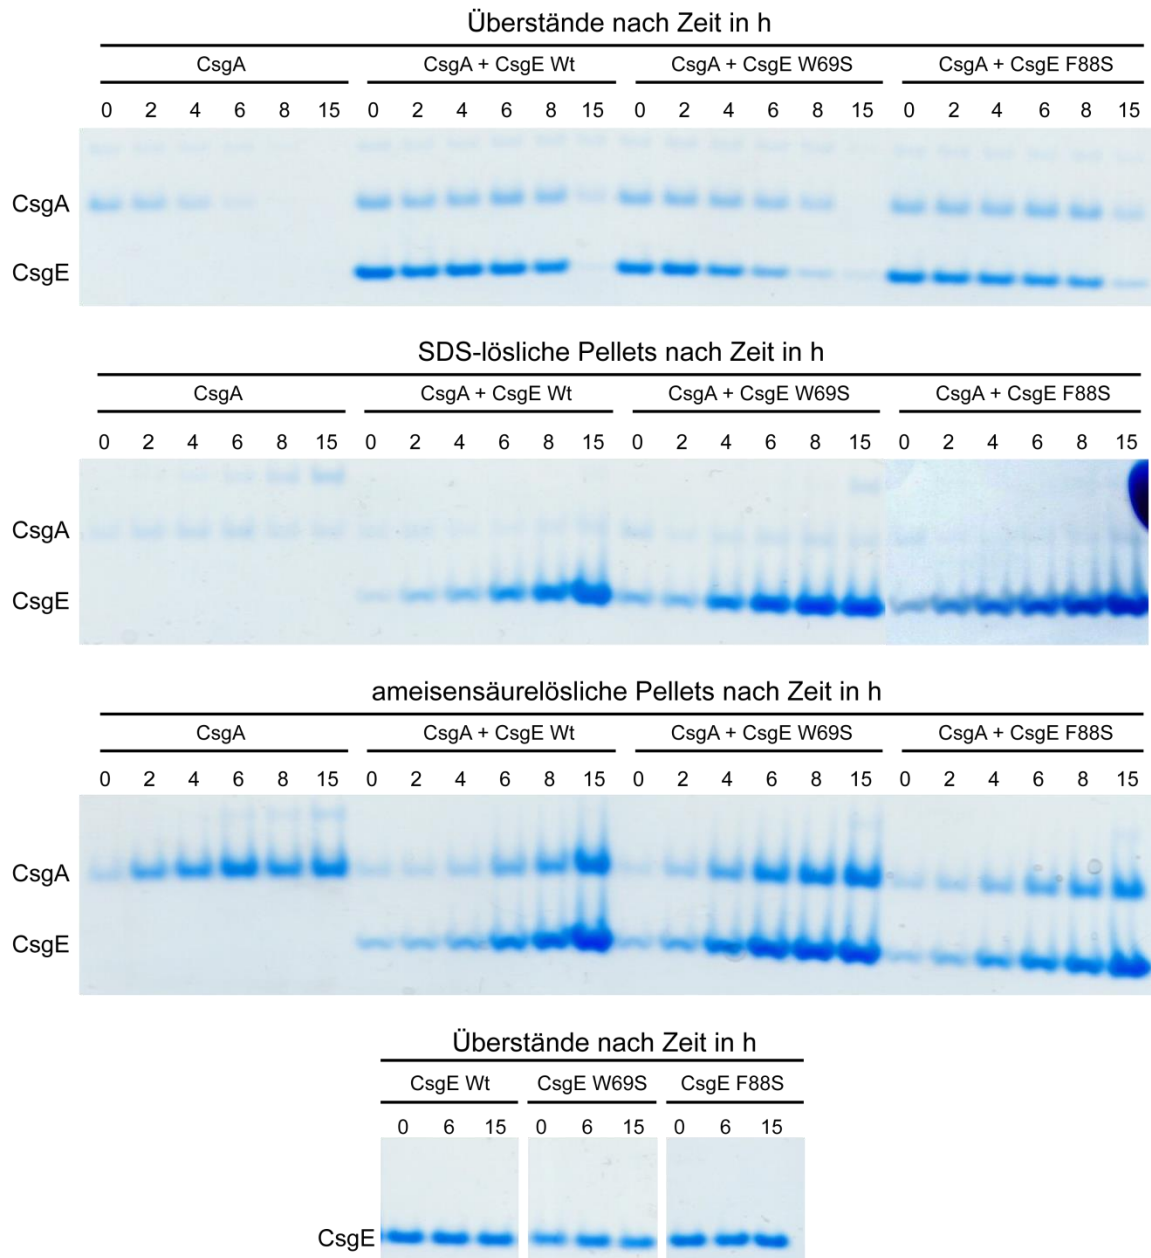 Überstände nach Zeit in h
CsgA CsgA + CsgE Wt CsgA + CsgE W69S CsgA + CsgE F88S
0 2 4 6 8 15 0 2 4 6 8 15 0 2 4 6 8 15 0 2 4 6 8 15
CsgA
CsgE
SDS-lösliche Pellets nach Zeit in h
CsgA CsgA + CsgE Wt CsgA + CsgE W69S CsgA + CsgE F88S
0 2 4 6 8 15 0 2 4 6 8 15 0 2 4 6 8 15 0 2 4 6 8 15
CsgA
CsgE
ameisensäurelösliche Pellets nach Zeit in h
CsgA CsgA + CsgE Wt CsgA + CsgE W69S CsgA + CsgE F88S
0 2 4 6 8 15 0 2 4 6 8 15 0 2 4 6 8 15 0 2 4 6 8 15
CsgA
CsgE
Überstände nach Zeit in h
CsgE Wt CsgE W69S CsgE F88S
0 6 15 0 6 15 0 6 15
CsgE